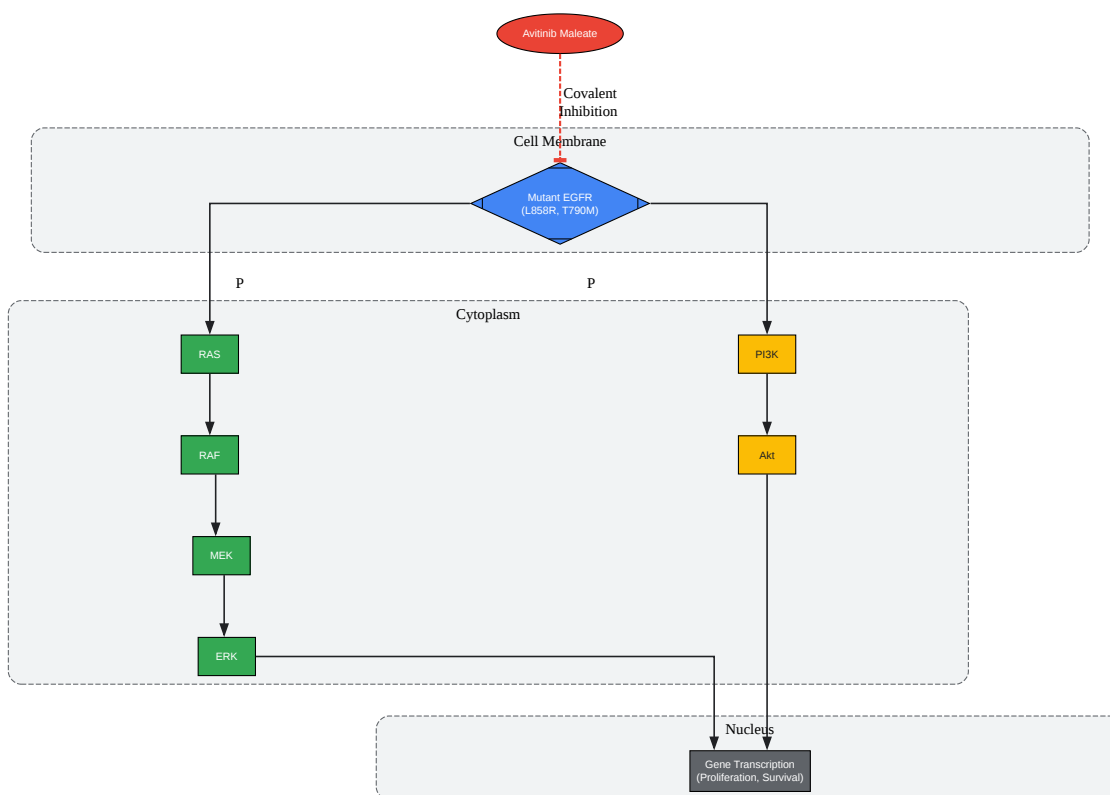 Avitinib Maleate
Covalent
Inhibition
Cell Membrane
Mutant EGFR
(L858R, T790M)
P
P
Cytoplasm
RAS
PI3K
RAF
Akt
MEK
ERK
Nucleus
Gene Transcription
(Proliferation, Survival)